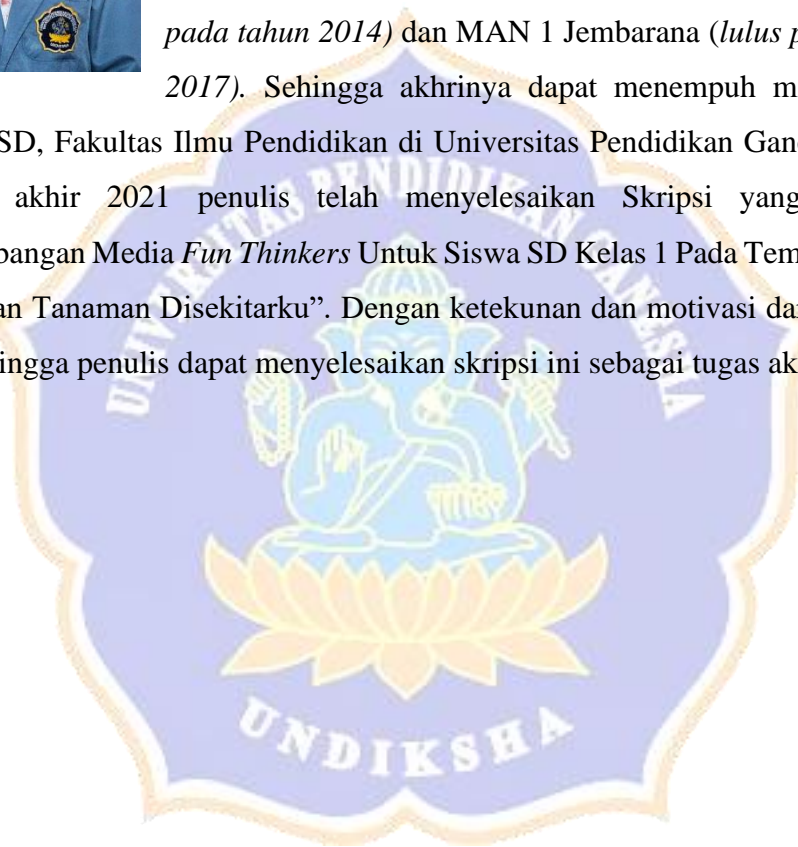 pada tahun 2014) dan MAN 1 Jembarana (lulus p
2017). Sehingga akhrinya dapat menempuh m
SD, Fakultas Ilmu Pendidikan di Universitas Pendidikan Gane
akhir 2021 penulis telah menyelesaikan Skripsi yang
bangan Media Fun Thinkers Untuk Siswa SD Kelas 1 Pada Tem
an Tanaman Disekitarku”. Dengan ketekunan dan motivasi dar
ingga penulis dapat menyelesaikan skripsi ini sebagai tugas ak
UNIVERSITAS PENDIDIKAN GANESHA
UNDIKSHA